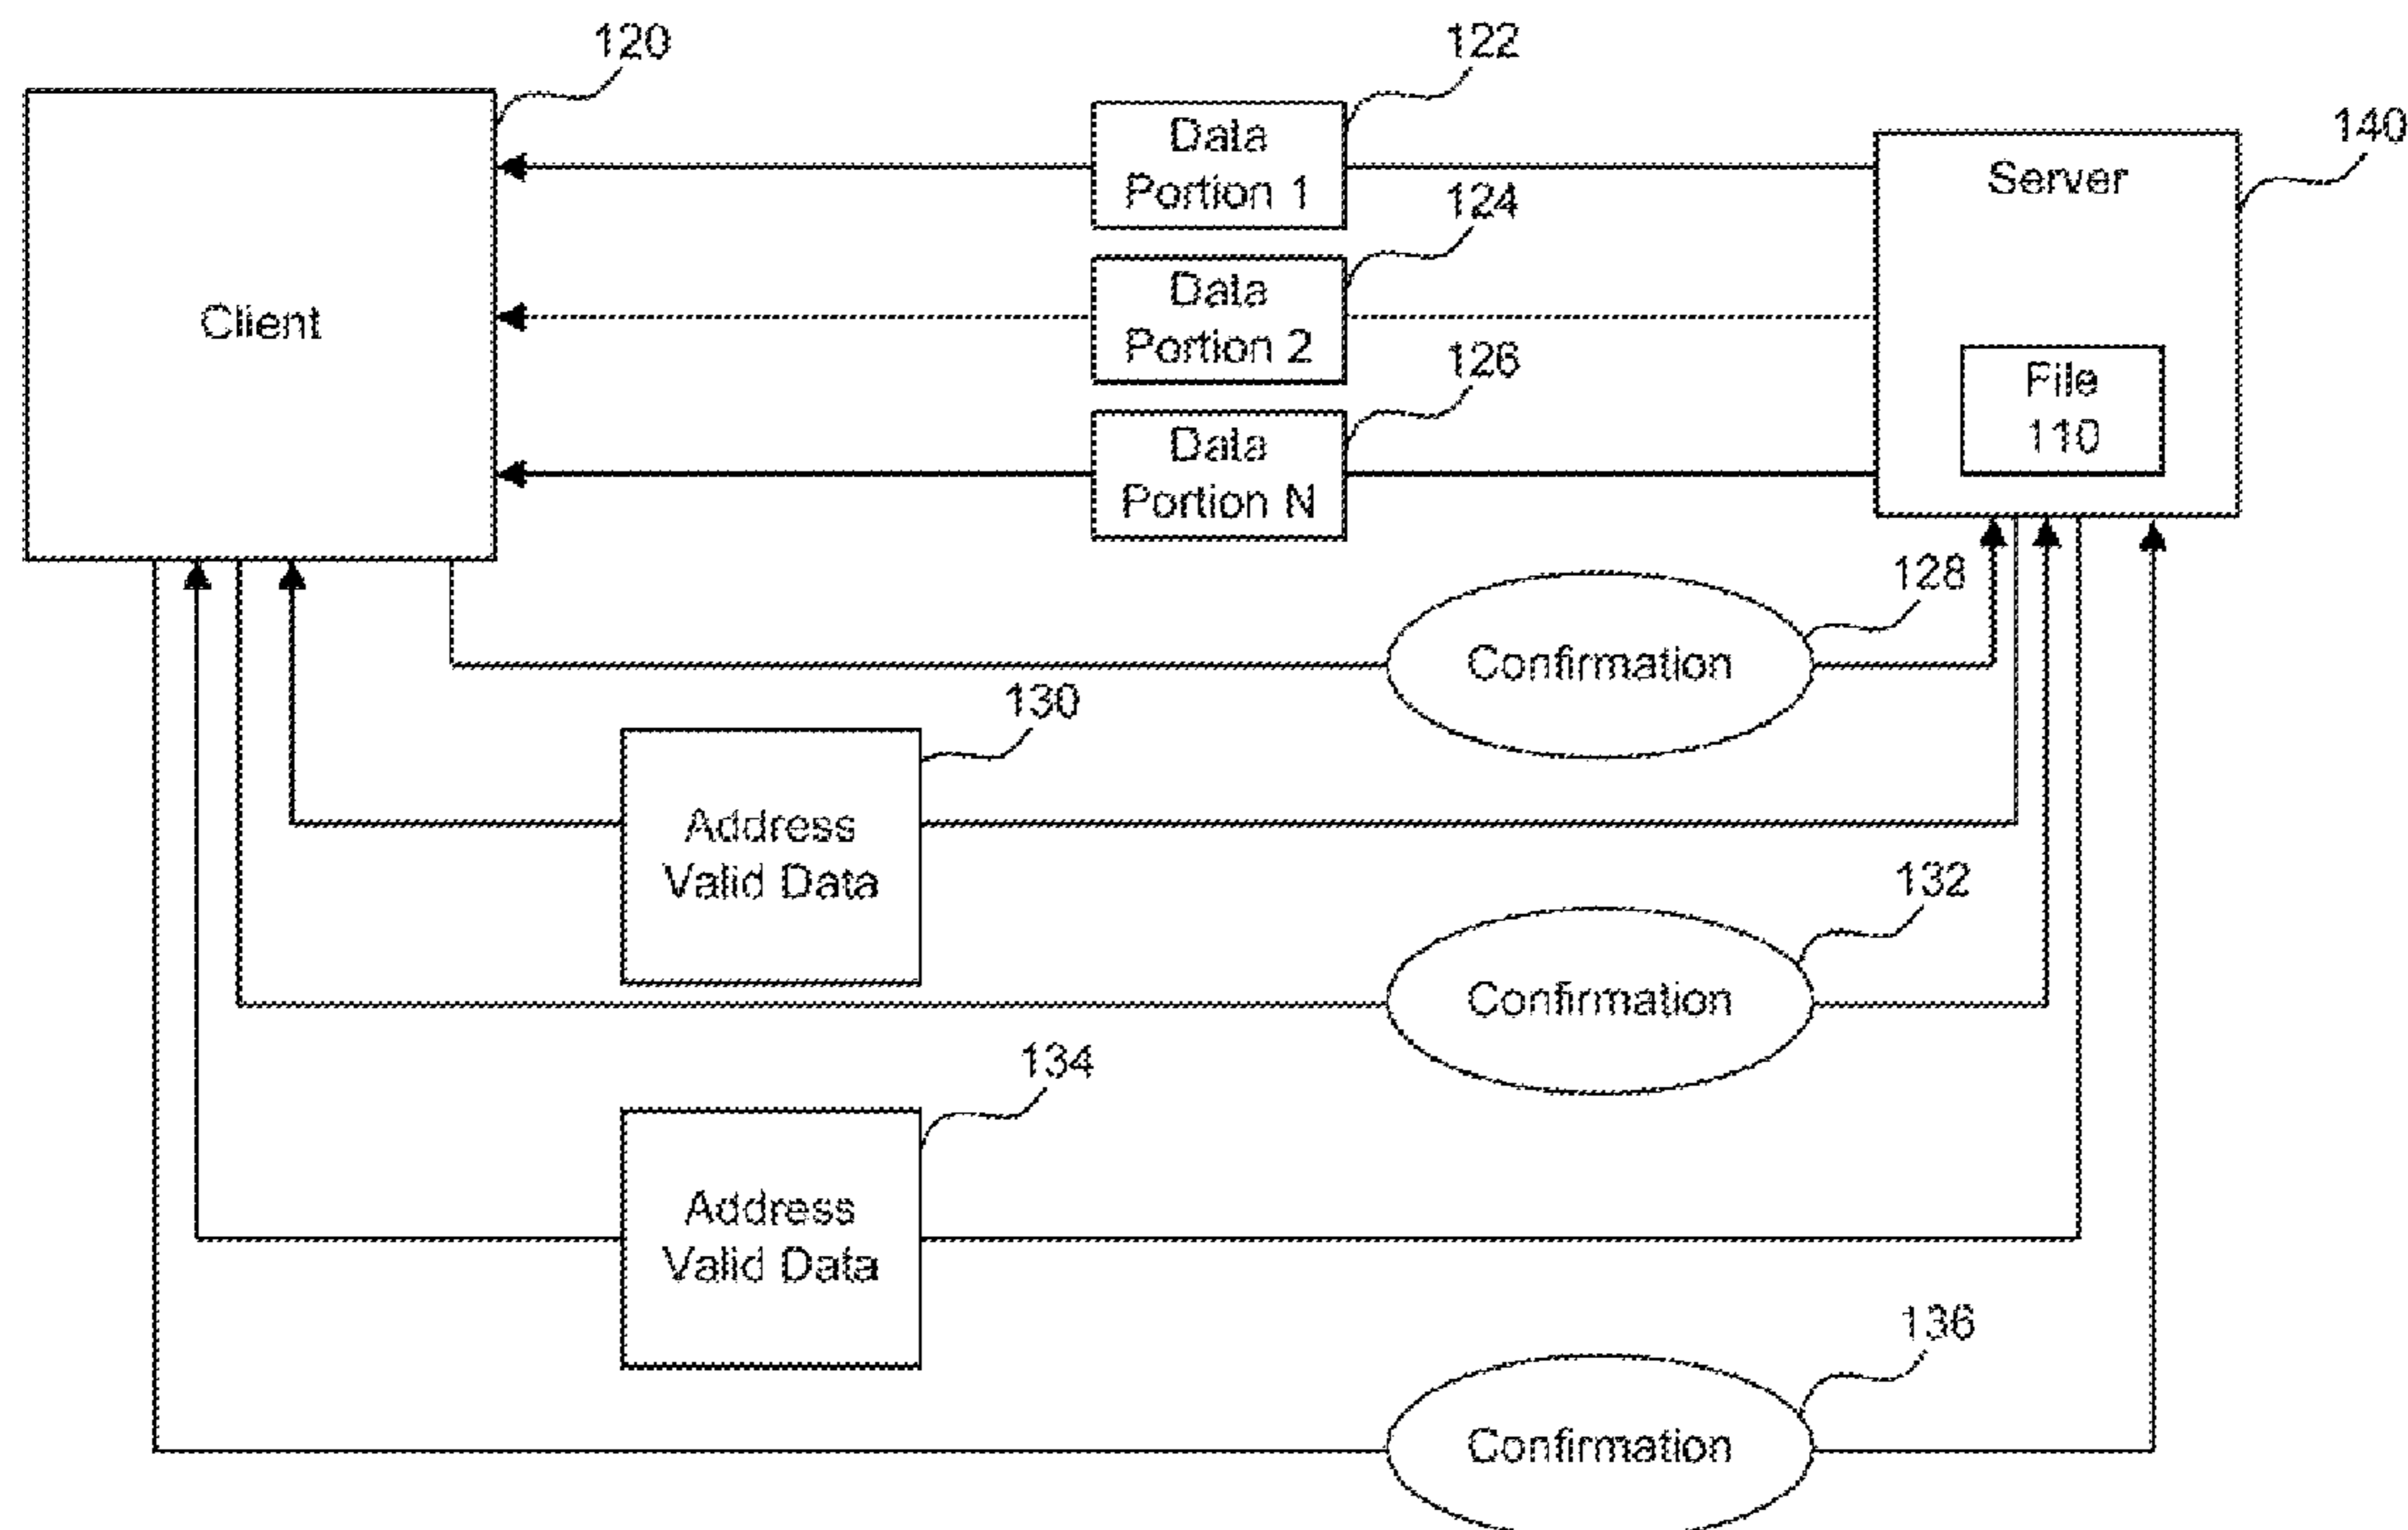 120
122
140
Data
Portion 1
Server
124
Client
Data
Portion 2
126
File
110
Data
Portion N
128
Confirmation
130
Address
Valid Data
132
Confirmation
134
Address
Valid Data
136
Confirmation